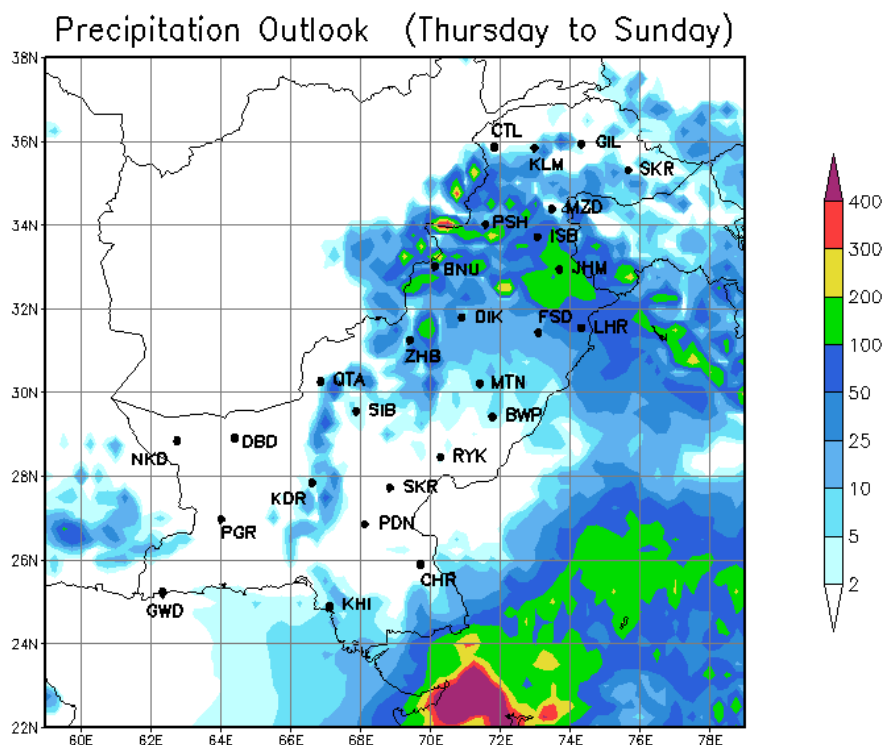 Precipitation Outlook (Thursday to Sunday)
38N
36N
34N
32N
30N
28N
26N
24N
22N
CTL
KLM
GIL
SKR
MZD
PSH
ISB
BNU
JHM
DIK
FSD
LHR
ZHB
QTA
MTN
SIB
BWP
NKD
DBD
RYK
KDR
SKR
PGR
PDN
CHR
GWD
KHI
60E 62E 64E 66E 68E 70E 72E 74E 76E 78E
400
300
200
100
50
25
10
5
2